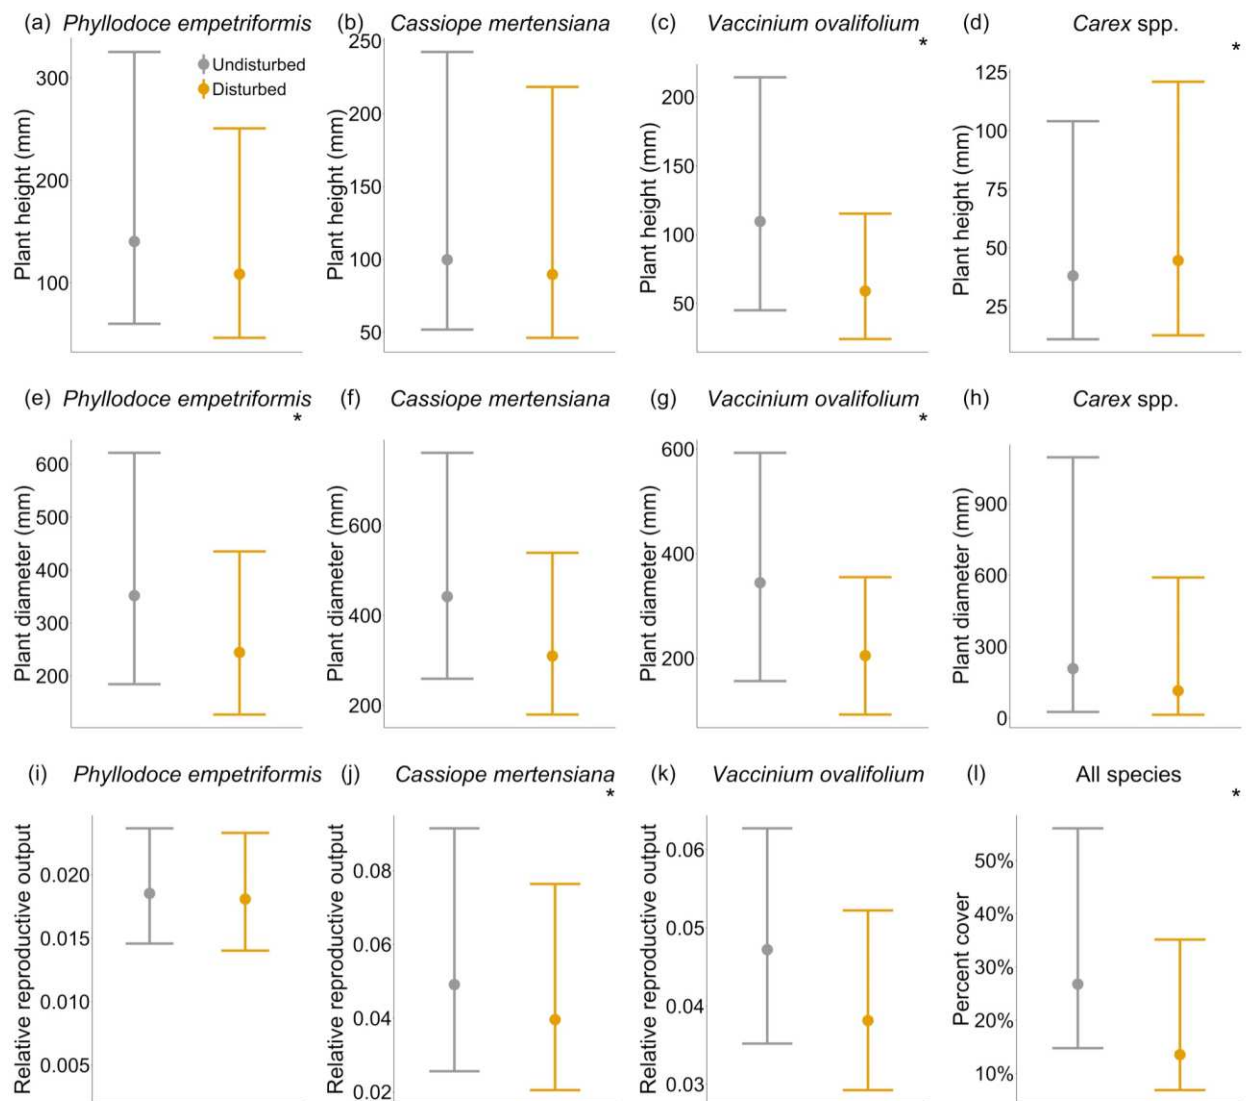 (a) Phyllodoce empetriformis
(b) Cassiope mertensiana
(c) Vaccinium ovalifolium
*
(d) Carex spp.
*
Undisturbed
Disturbed
Plant height (mm)
300
200
100
Plant height (mm)
250
200
150
100
50
Plant height (mm)
200
150
100
50
Plant height (mm)
125
100
75
50
25
(e) Phyllodoce empetriformis
*
(f) Cassiope mertensiana
(g) Vaccinium ovalifolium
*
(h) Carex spp.
Plant diameter (mm)
600
500
400
300
200
Plant diameter (mm)
600
400
200
Plant diameter (mm)
600
400
200
Plant diameter (mm)
900
600
300
0
(i) Phyllodoce empetriformis
(j) Cassiope mertensiana
*
(k) Vaccinium ovalifolium
(l) All species
*
Relative reproductive output
0.020
0.015
0.010
0.005
Relative reproductive output
0.08
0.06
0.04
0.02
Relative reproductive output
0.06
0.05
0.04
0.03
Percent cover
50%
40%
30%
20%
10%